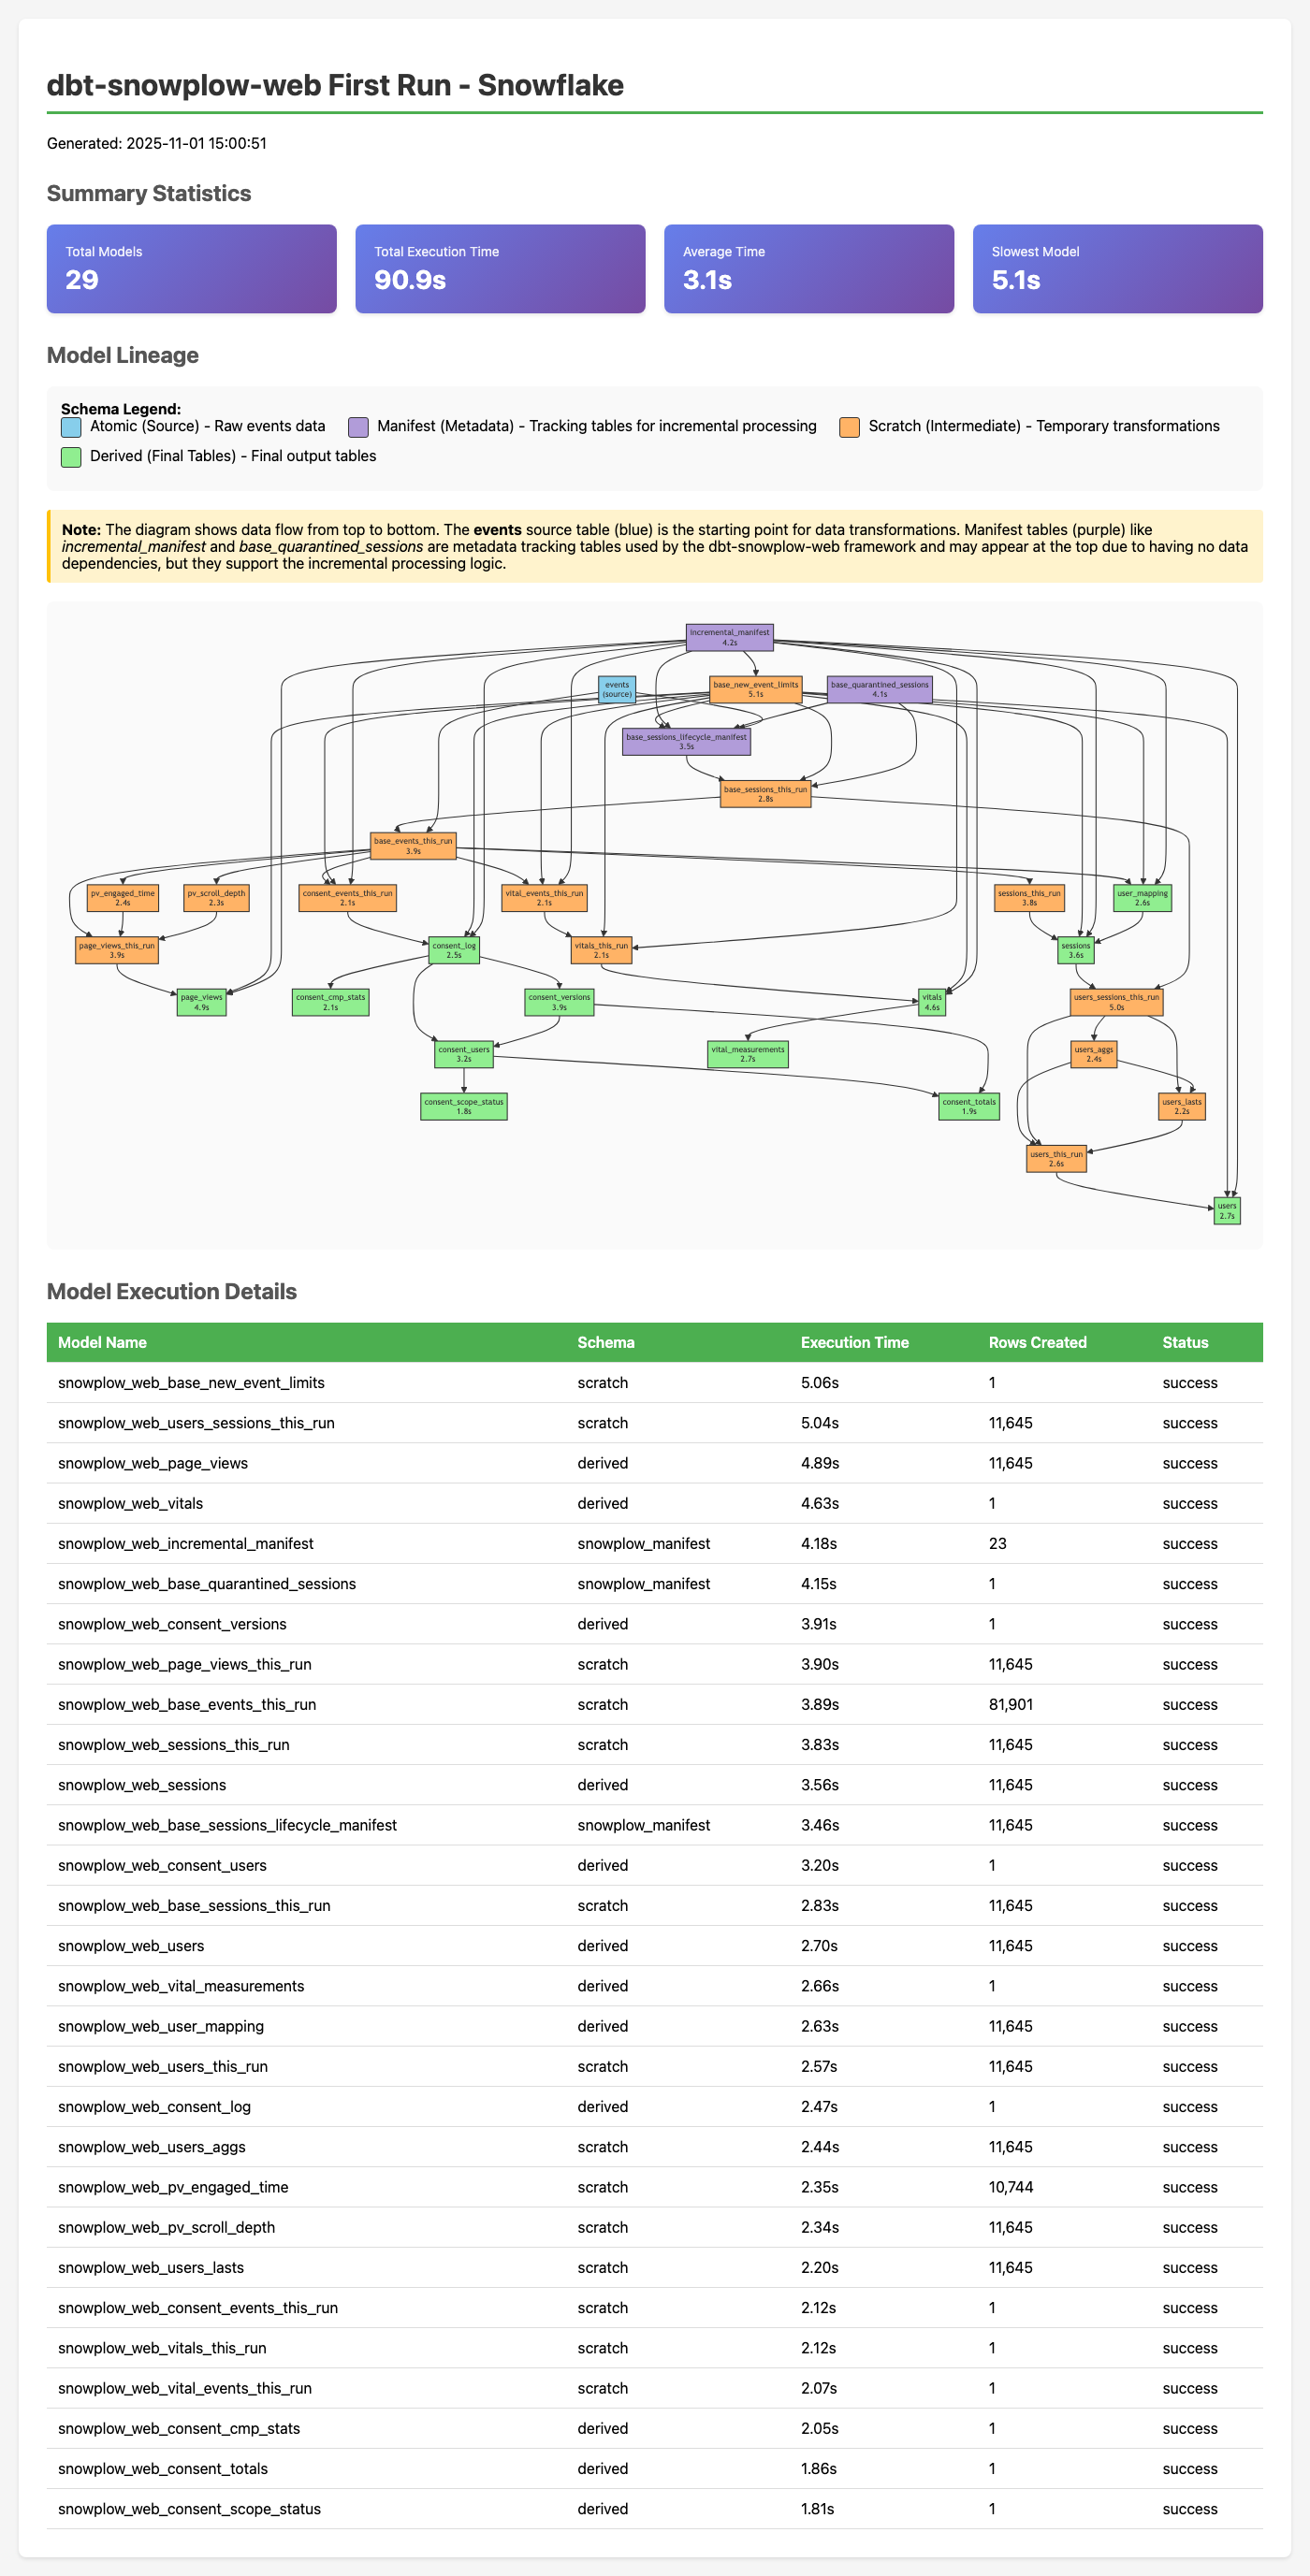 dbt-snowplow-web First Run - Snowflake
Generated: 2025-11-01 15:00:51
Summary Statistics
Total Models
29
Total Execution Time
90.9s
Average Time
3.1s
Slowest Model
5.1s
Model Lineage
Schema Legend:
Atomic (Source) - Raw events data
Manifest (Metadata) - Tracking tables for incremental processing
Scratch (Intermediate) - Temporary transformations
Derived (Final Tables) - Final output tables
Note: The diagram shows data flow from top to bottom. The events source table (blue) is the starting point for data transformations. Manifest tables (purple) like
incremental_manifest and base_quarantined_sessions are metadata tracking tables used by the dbt-snowplow-web framework and may appear at the top due to having no data
dependencies, but they support the incremental processing logic.
incremental_manifest
4.2s
events
(source)
base_new_event_limits
5.1s
base_quarantined_sessions
4.1s
base_sessions_lifecycle_manifest
3.5s
base_sessions_this_run
2.8s
base_events_this_run
3.9s
pv_engaged_time
2.4s
pv_scroll_depth
2.3s
consent_events_this_run
2.1s
vital_events_this_run
2.1s
sessions_this_run
3.8s
user_mapping
2.6s
page_views_this_run
3.9s
consent_log
2.5s
vitals_this_run
2.1s
sessions
3.6s
page_views
4.9s
consent_cmp_stats
2.1s
consent_versions
3.9s
vitals
4.6s
users_sessions_this_run
5.0s
consent_users
3.2s
vital_measurements
2.7s
users_aggs
2.4s
consent_scope_status
1.8s
consent_totals
1.9s
users_lasts
2.2s
users_this_run
2.6s
users
2.7s
Model Execution Details
Model Name Schema Execution Time Rows Created Status
snowplow_web_base_new_event_limits scratch 5.06s 1 success
snowplow_web_users_sessions_this_run scratch 5.04s 11,645 success
snowplow_web_page_views derived 4.89s 11,645 success
snowplow_web_vitals derived 4.63s 1 success
snowplow_web_incremental_manifest snowplow_manifest 4.18s 23 success
snowplow_web_base_quarantined_sessions snowplow_manifest 4.15s 1 success
snowplow_web_consent_versions derived 3.91s 1 success
snowplow_web_page_views_this_run scratch 3.90s 11,645 success
snowplow_web_base_events_this_run scratch 3.89s 81,901 success
snowplow_web_sessions_this_run scratch 3.83s 11,645 success
snowplow_web_sessions derived 3.56s 11,645 success
snowplow_web_base_sessions_lifecycle_manifest snowplow_manifest 3.46s 11,645 success
snowplow_web_consent_users derived 3.20s 1 success
snowplow_web_base_sessions_this_run scratch 2.83s 11,645 success
snowplow_web_users derived 2.70s 11,645 success
snowplow_web_vital_measurements derived 2.66s 1 success
snowplow_web_user_mapping derived 2.63s 11,645 success
snowplow_web_users_this_run scratch 2.57s 11,645 success
snowplow_web_consent_log derived 2.47s 1 success
snowplow_web_users_aggs scratch 2.44s 11,645 success
snowplow_web_pv_engaged_time scratch 2.35s 10,744 success
snowplow_web_pv_scroll_depth scratch 2.34s 11,645 success
snowplow_web_users_lasts scratch 2.20s 11,645 success
snowplow_web_consent_events_this_run scratch 2.12s 1 success
snowplow_web_vitals_this_run scratch 2.12s 1 success
snowplow_web_vital_events_this_run scratch 2.07s 1 success
snowplow_web_consent_cmp_stats derived 2.05s 1 success
snowplow_web_consent_totals derived 1.86s 1 success
snowplow_web_consent_scope_status derived 1.81s 1 success